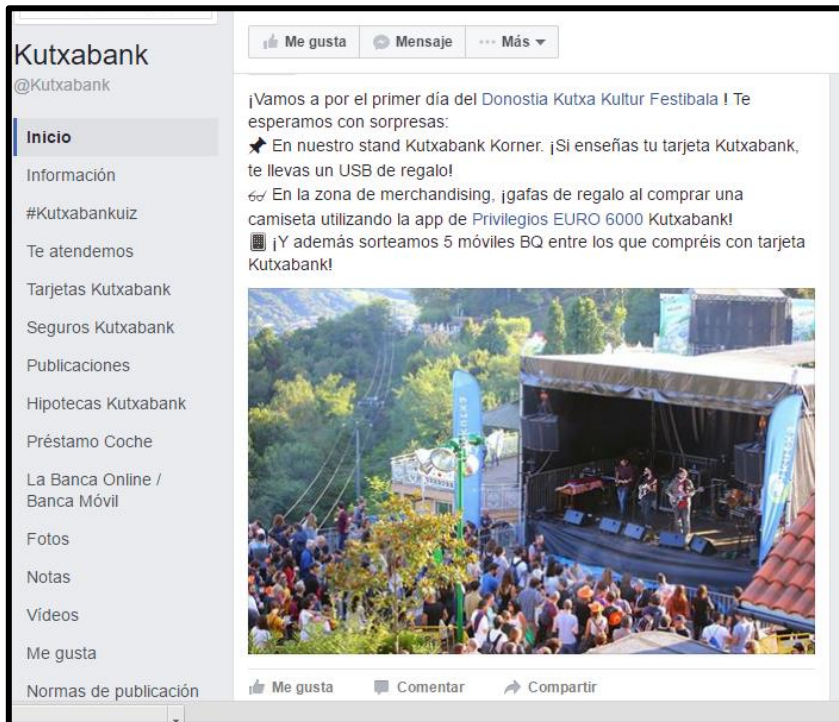 Kutxabank
@Kutxabank
Inicio
Información
#Kutxabankuiz
Te atendemos
Tarjetas Kutxabank
Seguros Kutxabank
Publicaciones
Hipotecas Kutxabank
Préstamo Coche
La Banca Online /
Banca Móvil
Fotos
Notas
Vídeos
Me gusta
Normas de publicación
Me gusta Mensaje Más
¡Vamos a por el primer día del Donostia Kutxa Kultur Festibala ! Te
esperamos con sorpresas:
En nuestro stand Kutxabank Korner. ¡Si enseñas tu tarjeta Kutxabank,
te llevas un USB de regalo!
En la zona de merchandising, ¡gafas de regalo al comprar una
camiseta utilizando la app de Privilegios EURO 6000 Kutxabank!
¡Y además sorteamos 5 móviles BQ entre los que compréis con tarjeta
Kutxabank!
kutxa
kutxa
Me gusta Comentar Compartir